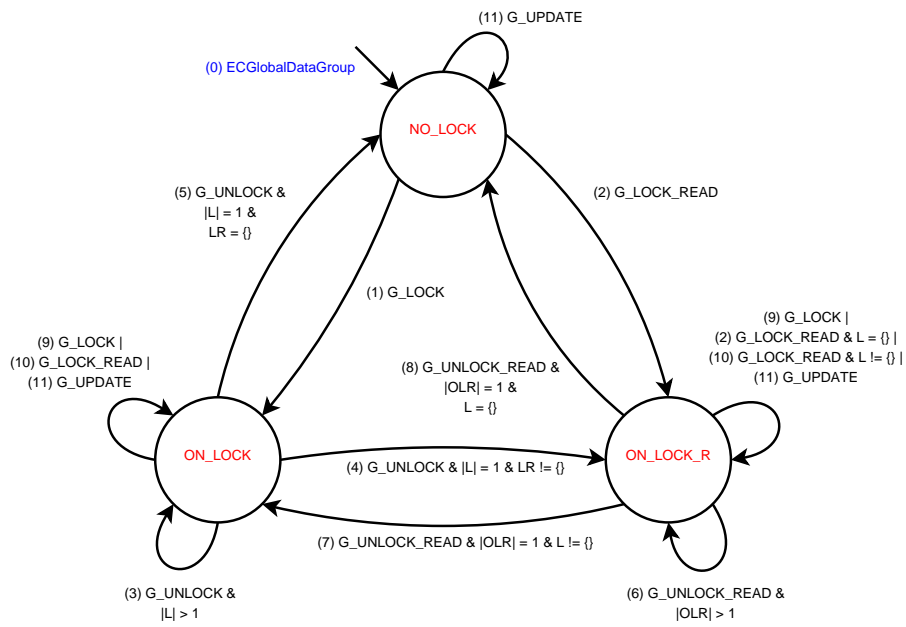 (11) G_UPDATE
(0) ECGlobalDataGroup
NO_LOCK
(5) G_UNLOCK &
|L| = 1 &
LR = {}
(2) G_LOCK_READ
(1) G_LOCK
(9) G_LOCK |
(10) G_LOCK_READ |
(11) G_UPDATE
(8) G_UNLOCK_READ &
|OLR| = 1 &
L = {}
(9) G_LOCK |
(2) G_LOCK_READ & L = {} |
(10) G_LOCK_READ & L != {} |
(11) G_UPDATE
ON_LOCK
(4) G_UNLOCK & |L| = 1 & LR != {}
ON_LOCK_R
(7) G_UNLOCK_READ & |OLR| = 1 & L != {}
(3) G_UNLOCK &
|L| > 1
(6) G_UNLOCK_READ &
|OLR| > 1